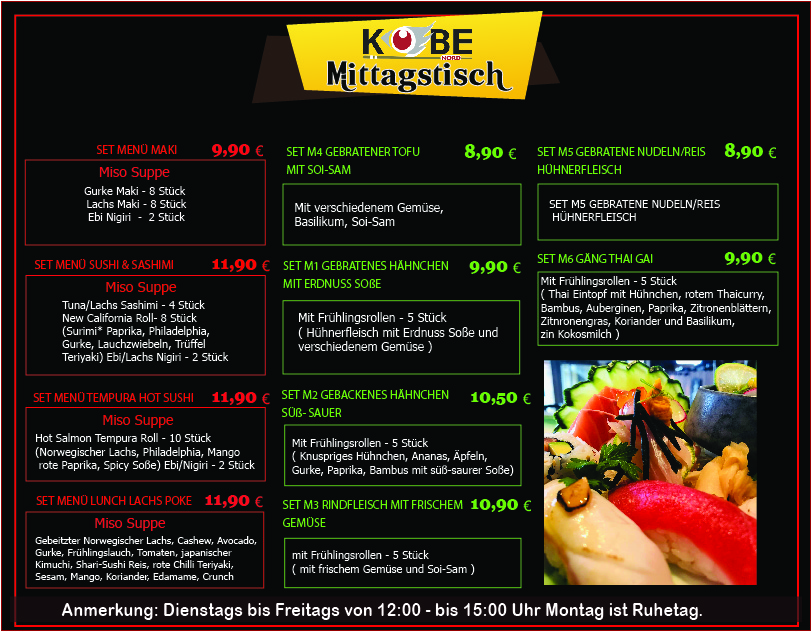 KOBE
NORD
Mittagstisch
SET MENÜ MAKI 9,90 €
Miso Suppe
Gurke Maki - 8 Stück
Lachs Maki - 8 Stück
Ebi Nigiri - 2 Stück
SET MENÜ SUSHI & SASHIMI 11,90 €
Miso Suppe
Tuna/Lachs Sashimi - 4 Stück
New California Roll- 8 Stück
(Surimi* Paprika, Philadelphia,
Gurke, Lauchzwiebeln, Trüffel
Teriyaki) Ebi/Lachs Nigiri - 2 Stück
SET MENÜ TEMPURA HOT SUSHI 11,90 €
Miso Suppe
Hot Salmon Tempura Roll - 10 Stück
(Norwegischer Lachs, Philadelphia, Mango
rote Paprika, Spicy Soße) Ebi/Nigiri - 2 Stück
SET MENÜ LUNCH LACHS POKE 11,90 €
Miso Suppe
Gebeitzter Norwegischer Lachs, Cashew, Avocado,
Gurke, Frühlingslauch, Tomaten, japanischer
Kimuchi, Shari-Sushi Reis, rote Chilli Teriyaki,
Sesam, Mango, Koriander, Edamame, Crunch
SET M4 GEBRATENER TOFU 8,90 €
MIT SOI-SAM
Mit verschiedenem Gemüse,
Basilikum, Soi-Sam
SET M1 GEBRATENES HÄHNCHEN 9,90 €
MIT ERDNUSS SOßE
Mit Frühlingsrollen - 5 Stück
( Hühnerfleisch mit Erdnuss Soße und
verschiedenem Gemüse )
SET M2 GEBACKENES HÄHNCHEN 10,50 €
SÜß- SAUER
Mit Frühlingsrollen - 5 Stück
( Knuspriges Hühnchen, Ananas, Äpfeln,
Gurke, Paprika, Bambus mit süß-saurer Soße)
SET M3 RINDFLEISCH MIT FRISCHEM 10,90 €
GEMÜSE
mit Frühlingsrollen - 5 Stück
( mit frischem Gemüse und Soi-Sam )
SET M5 GEBRATENE NUDELN/REIS 8,90 €
HÜHNERFLEISCH
SET M5 GEBRATENE NUDELN/REIS
HÜHNERFLEISCH
SET M6 GÄNG THAI GAI 9,90 €
Mit Frühlingsrollen - 5 Stück
( Thai Eintopf mit Hühnchen, rotem Thaicurry,
Bambus, Auberginen, Paprika, Zitronenblättern,
Zitnronengras, Koriander und Basilikum,
zin Kokosmilch )
Anmerkung: Dienstags bis Freitags von 12:00 - bis 15:00 Uhr Montag ist Ruhetag.